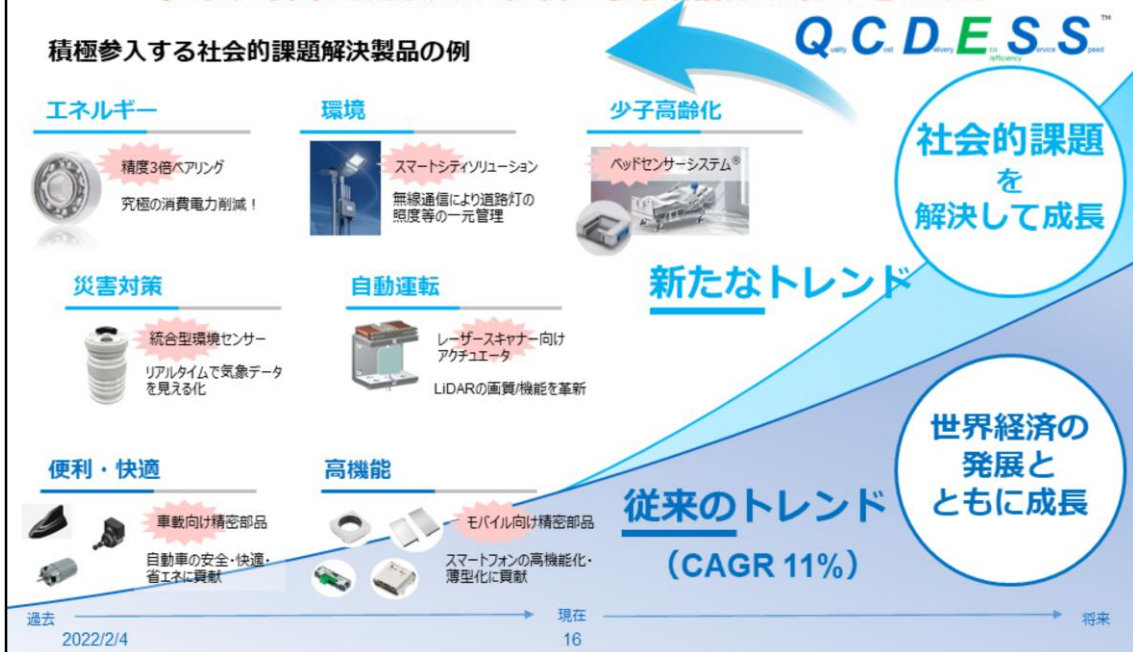 積極参入する社会的課題解決製品の例
QCDESS™
Quality Cost Delivery Eco/efficiency Service Speed
エネルギー
精度3倍ベアリング
究極の消費電力削減！
環境
スマートシティソリューション
無線通信により道路灯の
照度等の一元管理
少子高齢化
ベッドセンサーシステム®
社会的課題
を
解決して成長
災害対策
統合型環境センサー
リアルタイムで気象データ
を見える化
自動運転
レーザースキャナー向け
アクチュエータ
LiDARの画質/機能を革新
新たなトレンド
便利・快適
車載向け精密部品
自動車の安全・快適・
省エネに貢献
高機能
モバイル向け精密部品
スマートフォンの高機能化・
薄型化に貢献
従来のトレンド
（CAGR 11%）
世界経済の
発展と
ともに成長
過去
現在
将来
2022/2/4
16